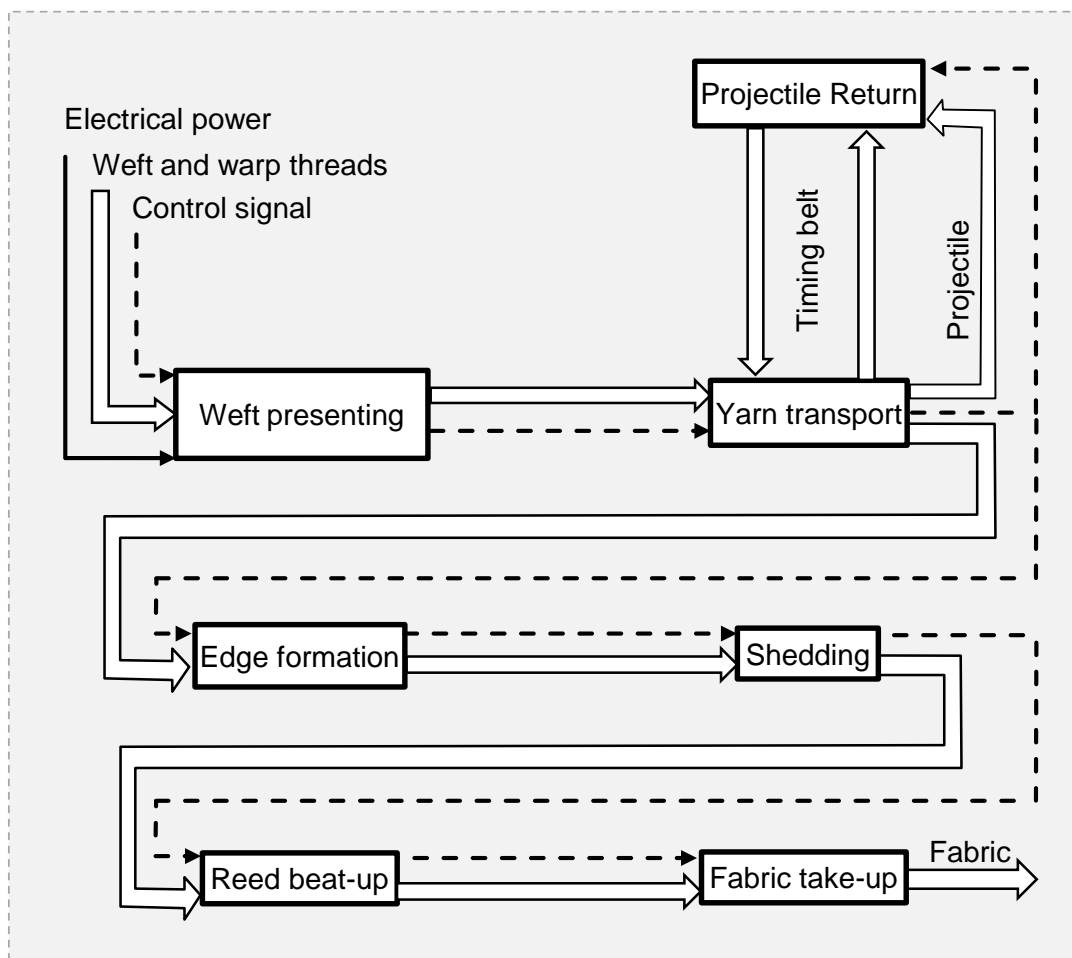 Projectile Return
Electrical power
Weft and warp threads
Control signal
Timing belt
Projectile
Weft presenting
Yarn transport
Edge formation
Shedding
Reed beat-up
Fabric take-up
Fabric